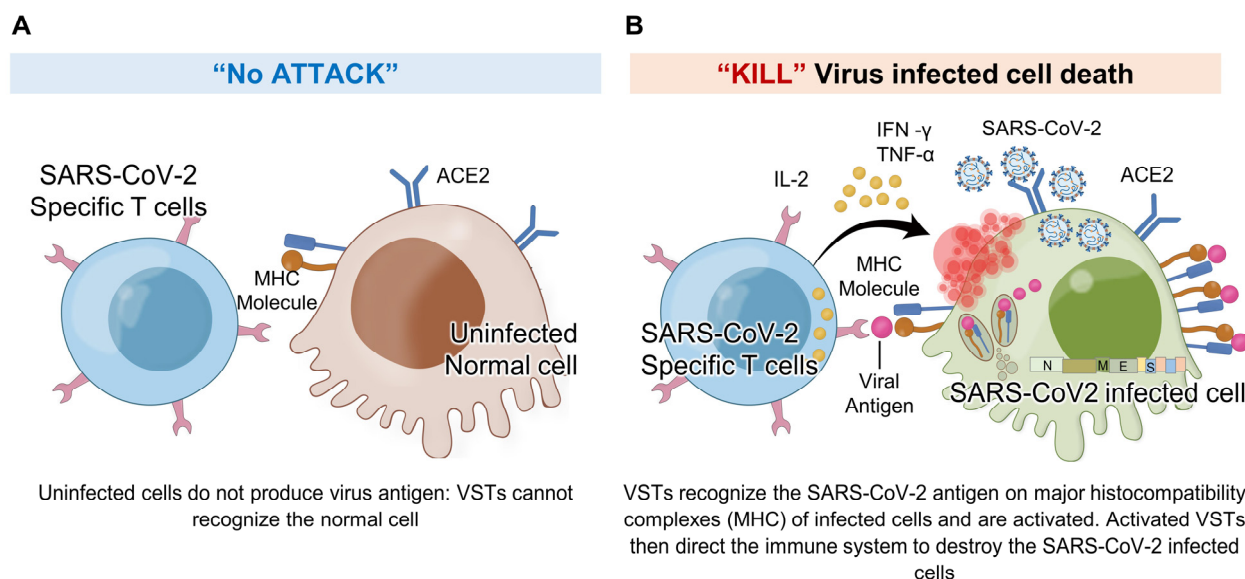 A
“No ATTACK”
SARS-CoV-2
Specific T cells
ACE2
MHC
Molecule
Uninfected
Normal cell
Uninfected cells do not produce virus antigen: VSTs cannot
recognize the normal cell
B
“KILL” Virus infected cell death
IFN -γ
TNF-α
SARS-CoV-2
IL-2
ACE2
MHC
Molecule
SARS-CoV-2
Specific T cells
Viral
Antigen
N
M
E
S
SARS-CoV2 infected cell
VSTs recognize the SARS-CoV-2 antigen on major histocompatibility
complexes (MHC) of infected cells and are activated. Activated VSTs
then direct the immune system to destroy the SARS-CoV-2 infected
cells